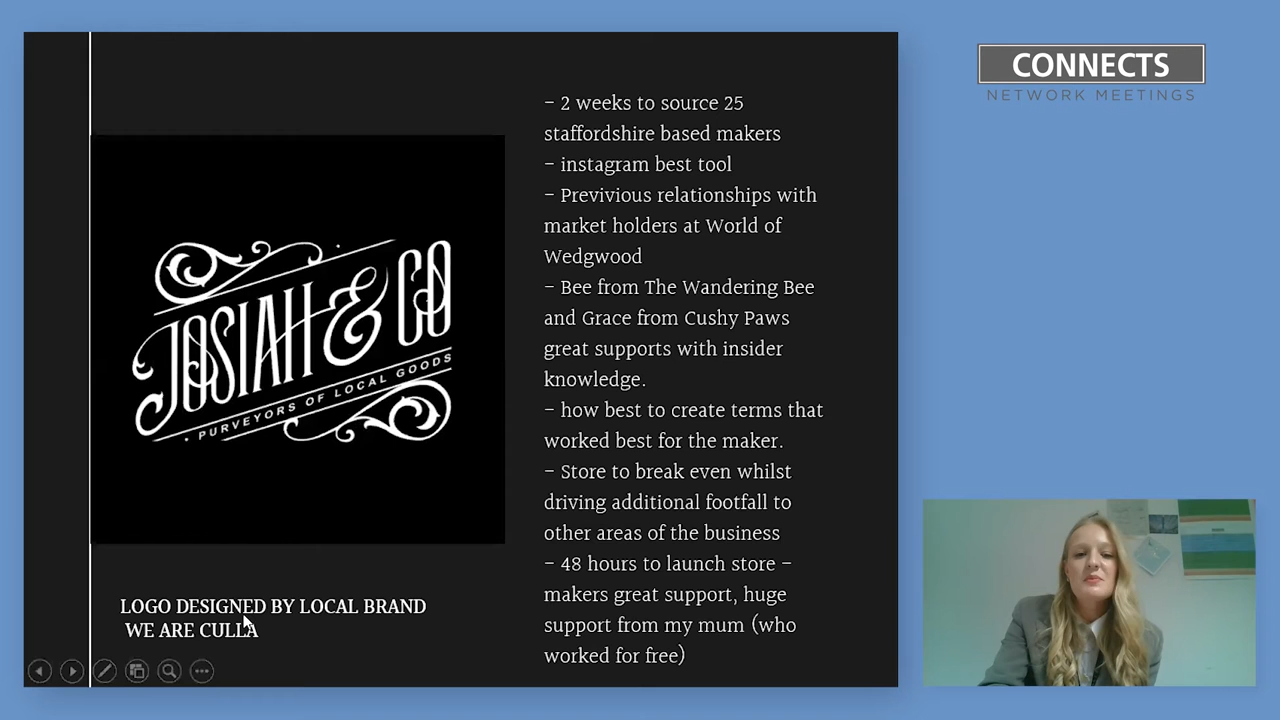 CONNECTS
NETWORK MEETINGS
JOSIAH & CO
PURVEYORS OF LOCAL GOODS
LOGO DESIGNED BY LOCAL BRAND
WE ARE CULLA
– 2 weeks to source 25
staffordshire based makers
– instagram best tool
– Previvious relationships with
market holders at World of
Wedgwood
– Bee from The Wandering Bee
and Grace from Cushy Paws
great supports with insider
knowledge.
– how best to create terms that
worked best for the maker.
– Store to break even whilst
driving additional footfall to
other areas of the business
– 48 hours to launch store –
makers great support, huge
support from my mum (who
worked for free)